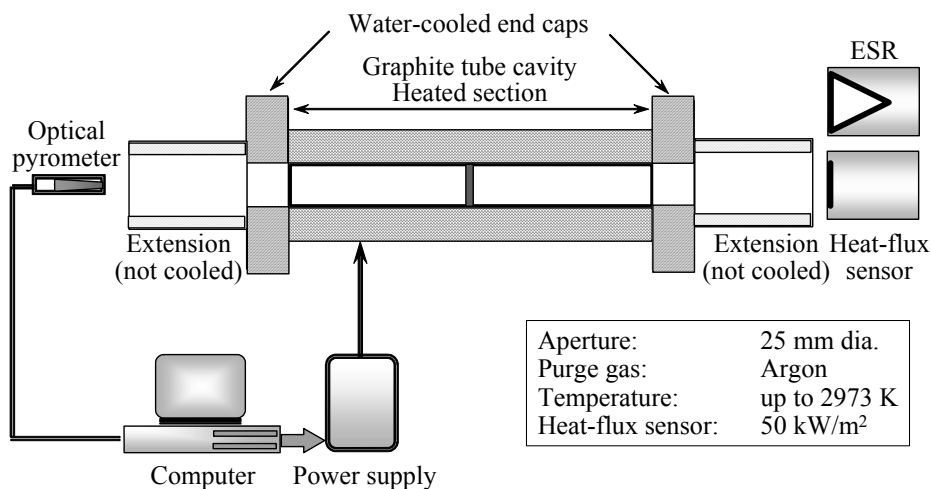 Water-cooled end caps
ESR
Graphite tube cavity
Heated section
Optical
pyrometer
Extension
(not cooled)
Extension
(not cooled)
Heat-flux
sensor
Aperture: 25 mm dia.
Purge gas: Argon
Temperature: up to 2973 K
Heat-flux sensor: 50 kW/m²
Computer
Power supply